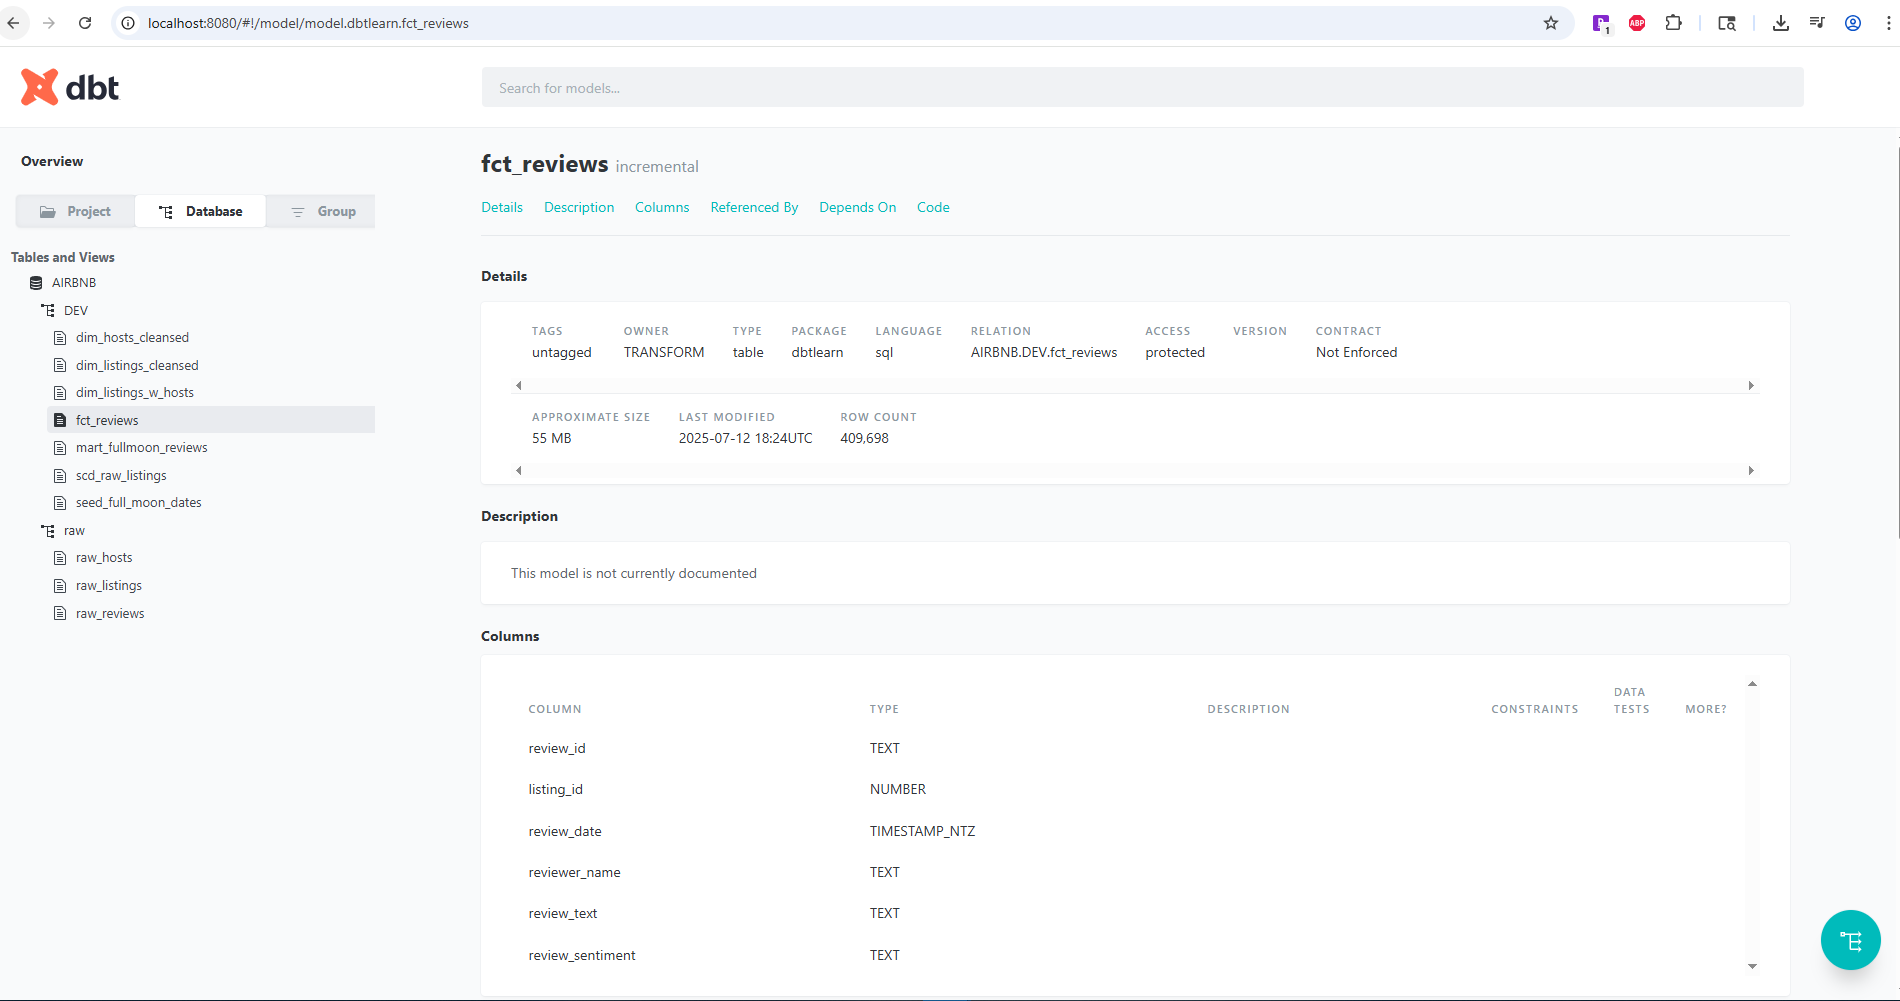 localhost:8080/#!/model/model.dbtlearn.fct_reviews
1
ABP
dbt
Search for models...
Overview
Project Database Group
Tables and Views
AIRBNB
DEV
dim_hosts_cleansed
dim_listings_cleansed
dim_listings_w_hosts
fct_reviews
mart_fullmoon_reviews
scd_raw_listings
seed_full_moon_dates
raw
raw_hosts
raw_listings
raw_reviews
fct_reviews incremental
Details Description Columns Referenced By Depends On Code
Details
TAGS OWNER TYPE PACKAGE LANGUAGE RELATION ACCESS VERSION CONTRACT
untagged TRANSFORM table dbtlearn sql AIRBNB.DEV.fct_reviews protected Not Enforced
APPROXIMATE SIZE LAST MODIFIED ROW COUNT
55 MB 2025-07-12 18:24UTC 409,698
Description
This model is not currently documented
Columns
COLUMN TYPE DESCRIPTION CONSTRAINTS DATA TESTS MORE?
review_id TEXT
listing_id NUMBER
review_date TIMESTAMP_NTZ
reviewer_name TEXT
review_text TEXT
review_sentiment TEXT